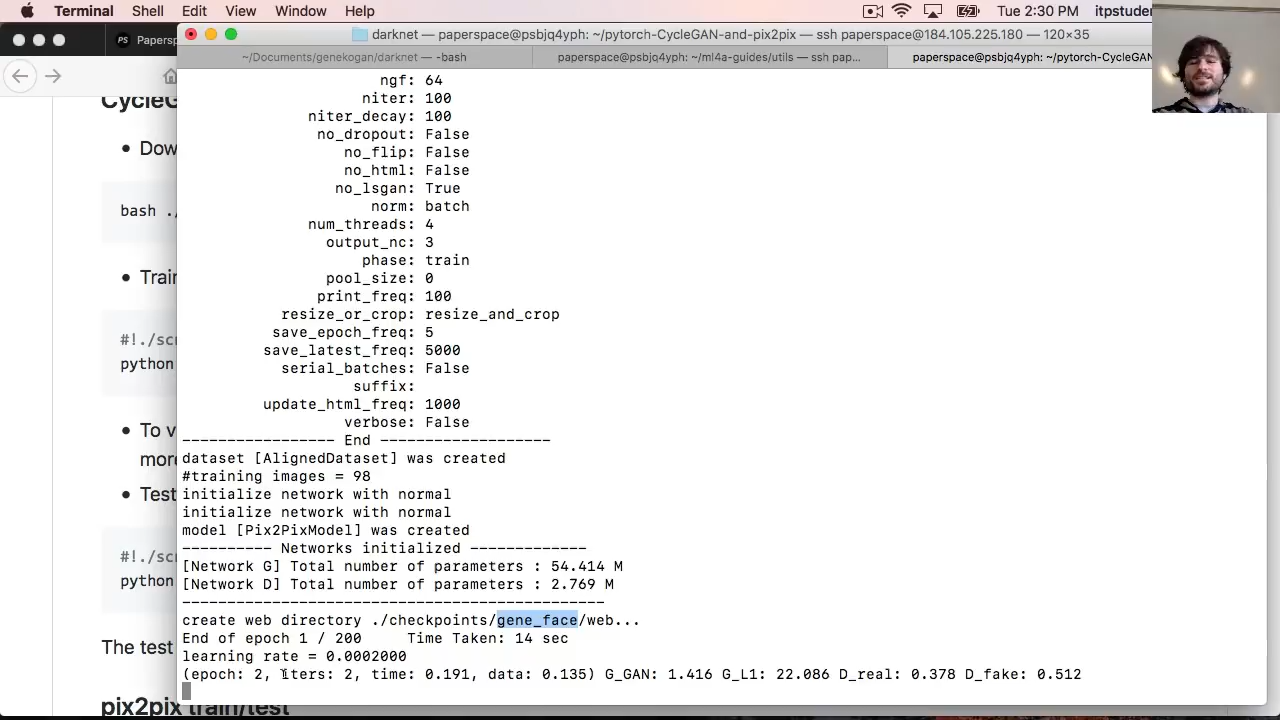 Terminal Shell Edit View Window Help Tue 2:30 PM itpstuder
PS Papersp
darknet — paperspace@psbjq4yph: ~/pytorch-CycleGAN-and-pix2pix — ssh paperspace@184.105.225.180 — 120×35
~/Documents/genekogan/darknet — -bash
paperspace@psbjq4yph: ~/ml4a-guides/utils — ssh pap...
paperspace@psbjq4yph: ~/pytorch-CycleGAN
CycleG
• Dow
bash ./
• Train
#!./scr
python
• To v
more
• Test
#!./scr
python
The test
pix2pix train/test
ngf: 64
niter: 100
niter_decay: 100
no_dropout: False
no_flip: False
no_html: False
no_lsgan: True
norm: batch
num_threads: 4
output_nc: 3
phase: train
pool_size: 0
print_freq: 100
resize_or_crop: resize_and_crop
save_epoch_freq: 5
save_latest_freq: 5000
serial_batches: False
suffix:
update_html_freq: 1000
verbose: False
----------------- End -------------------
dataset [AlignedDataset] was created
#training images = 98
initialize network with normal
initialize network with normal
model [Pix2PixModel] was created
---------- Networks initialized -------------
[Network G] Total number of parameters : 54.414 M
[Network D] Total number of parameters : 2.769 M
-----------------------------------------------
create web directory ./checkpoints/gene_face/web...
End of epoch 1 / 200 Time Taken: 14 sec
learning rate = 0.0002000
(epoch: 2, iters: 2, time: 0.191, data: 0.135) G_GAN: 1.416 G_L1: 22.086 D_real: 0.378 D_fake: 0.512